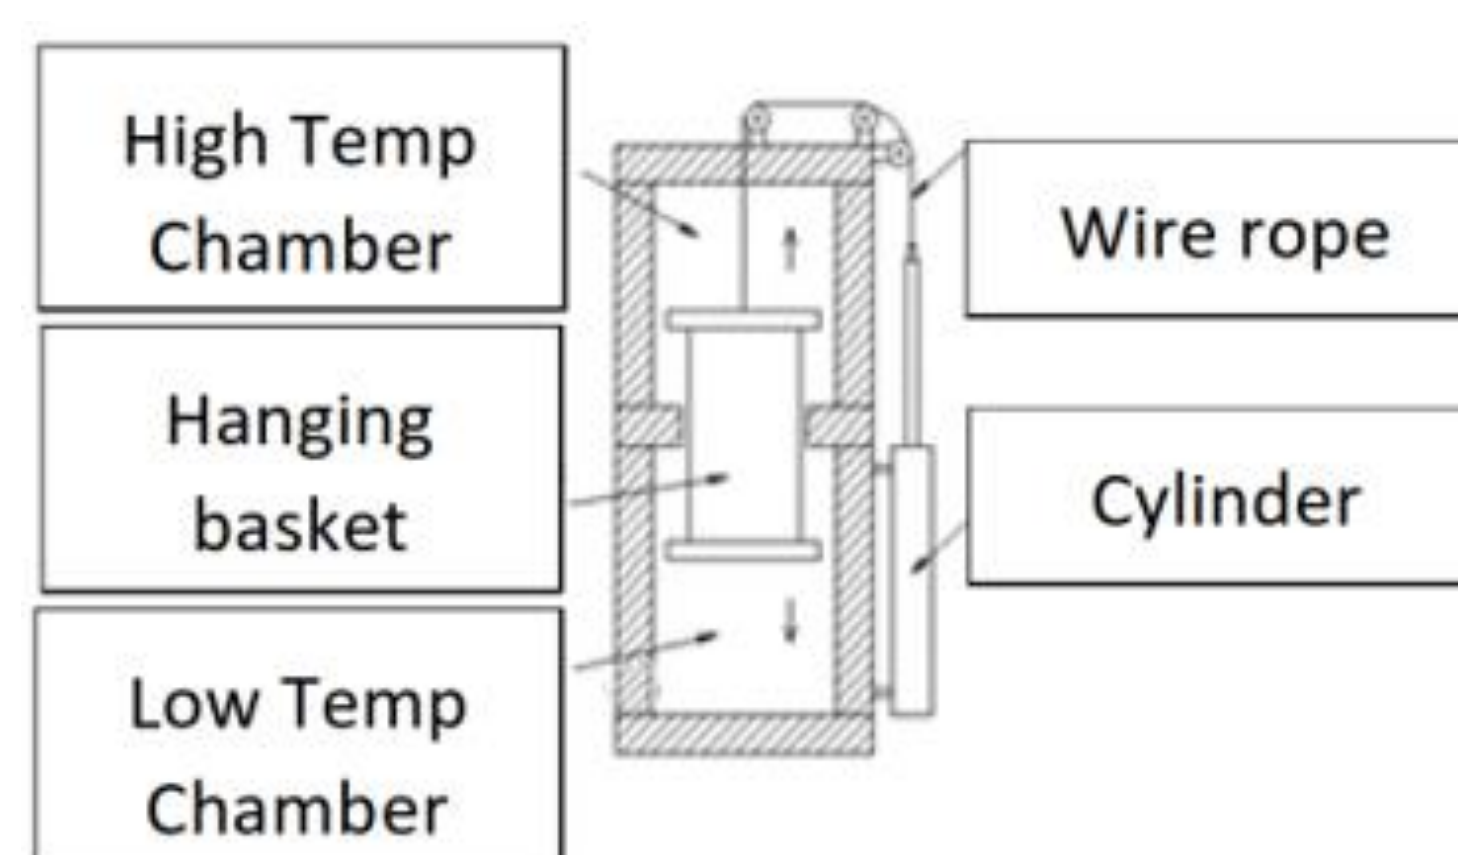 High Temp
Chamber
Hanging
basket
Low Temp
Chamber
Wire rope
Cylinder